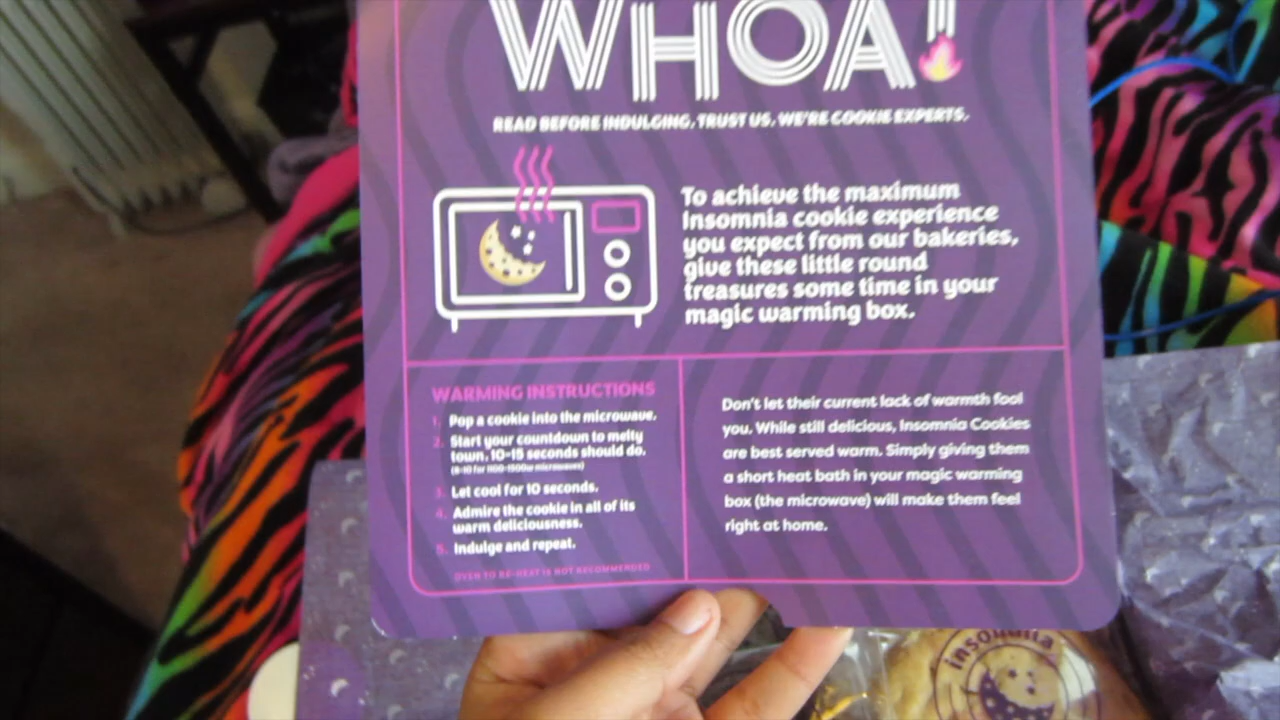 WHOA!
READ BEFORE INDULGING. TRUST US. WE'RE COOKIE EXPERTS.
To achieve the maximum
Insomnia cookie experience
you expect from our bakeries,
give these little round
treasures some time in your
magic warming box.
WARMING INSTRUCTIONS
1. Pop a cookie into the microwave.
2. Start your countdown to melty
town. 10-15 seconds should do.
(8-10 for 1100-1500w microwaves)
3. Let cool for 10 seconds.
4. Admire the cookie in all of its
warm deliciousness.
5. Indulge and repeat.
OVEN TO RE-HEAT IS NOT RECOMMENDED
Don't let their current lack of warmth fool
you. While still delicious, Insomnia Cookies
are best served warm. Simply giving them
a short heat bath in your magic warming
box (the microwave) will make them feel
right at home.
insomnia